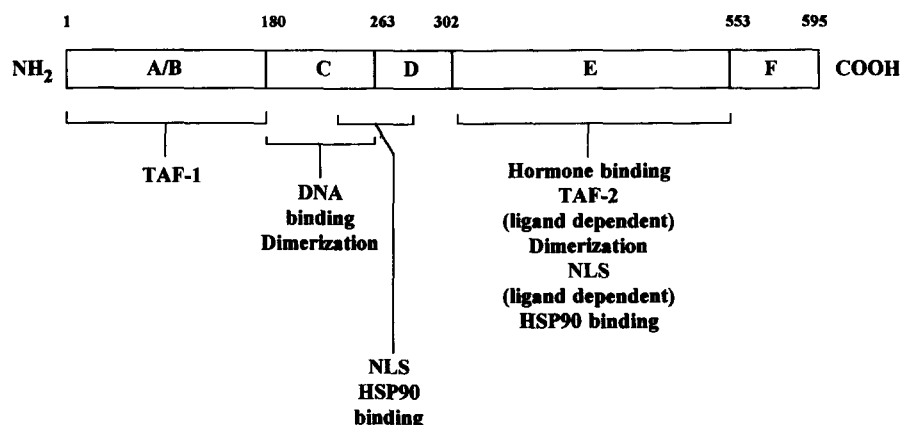 1 180 263 302 553 595
NH2 A/B C D E F COOH
TAF-1
DNA
binding
Dimerization
Hormone binding
TAF-2
(ligand dependent)
Dimerization
NLS
(ligand dependent)
HSP90 binding
NLS
HSP90
binding